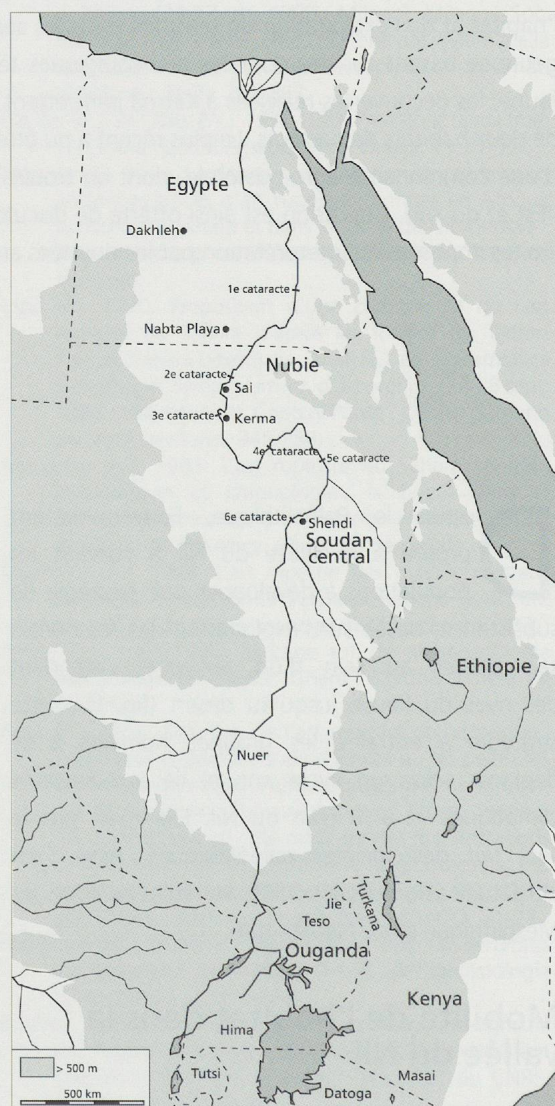 Egypte
Dakhleh
1e cataracte
Nabta Playa
Nubie
2e cataracte
Sai
3e cataracte
Kerma
4e cataracte
5e cataracte
6e cataracte
Shendi
Soudan
central
Ethiopie
Nuer
Jie
Turkana
Teso
Ouganda
Kenya
Hima
Tutsi
Masai
Datoga
> 500 m
500 km